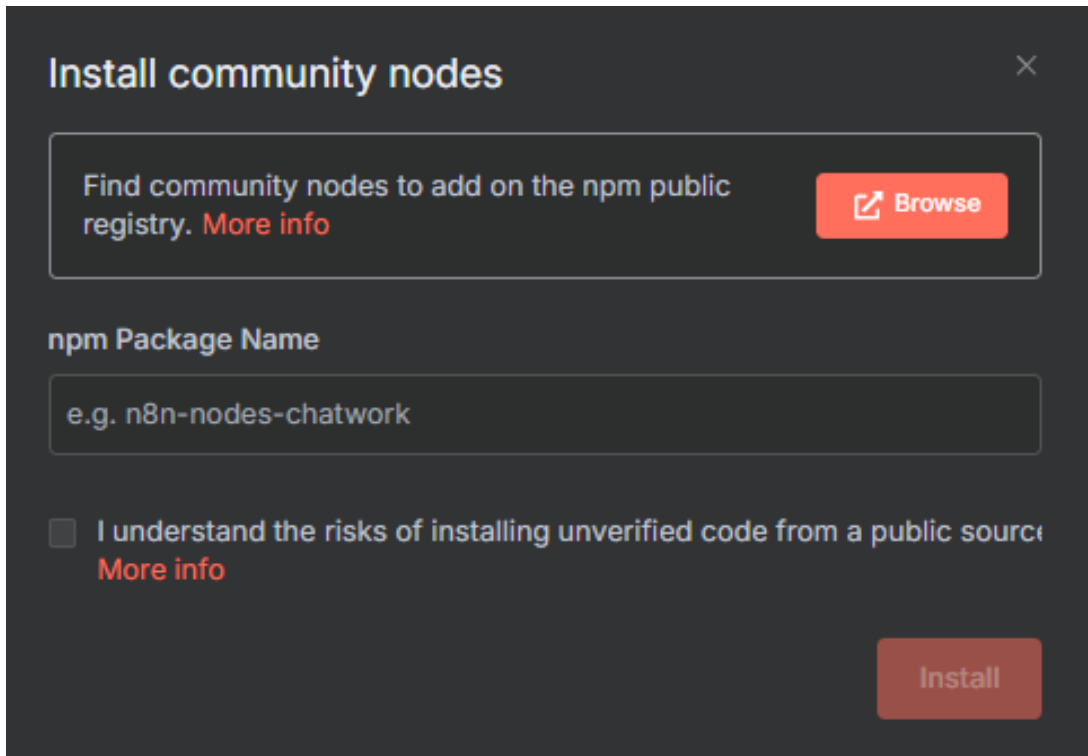 Install community nodes
Find community nodes to add on the npm public
registry. More info
Browse
npm Package Name
e.g. n8n-nodes-chatwork
I understand the risks of installing unverified code from a public source
More info
Install